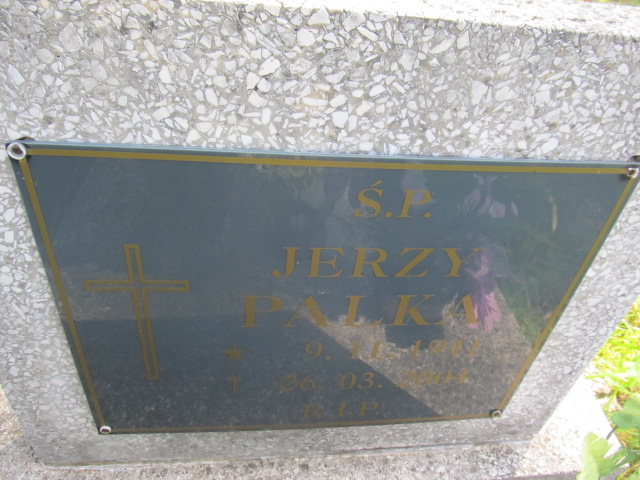 Ś.P.
JERZY
PALKA
9. 11.
26. 03.
R.I.P.